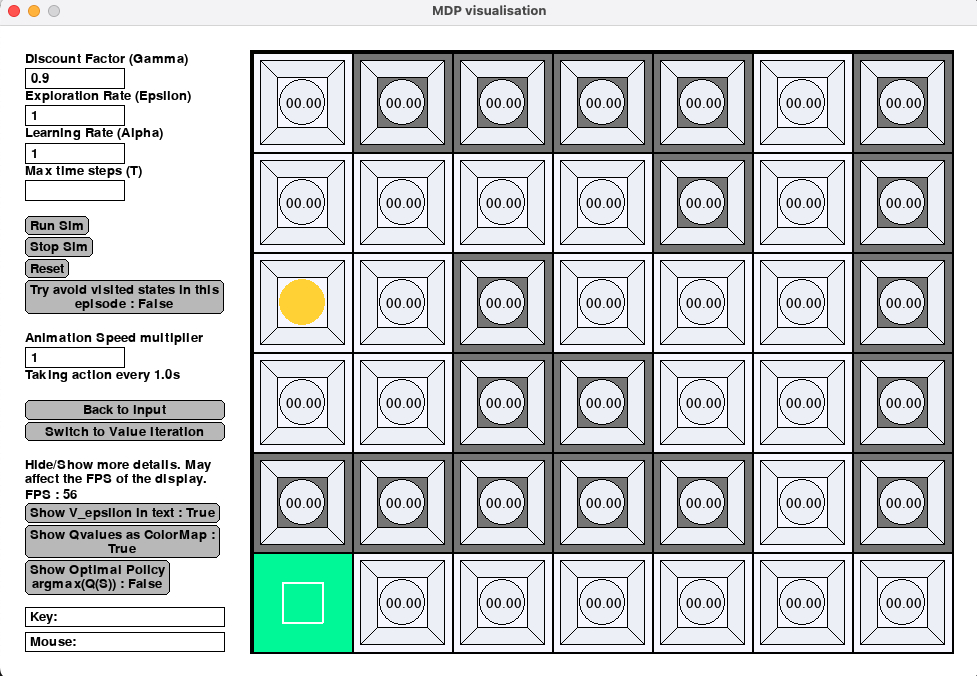 MDP visualisation
Discount Factor (Gamma)
0.9
Exploration Rate (Epsilon)
1
Learning Rate (Alpha)
1
Max time steps (T)
Run Sim
Stop Sim
Reset
Try avoid visited states in this
episode : False
Animation Speed multiplier
1
Taking action every 1.0s
Back to Input
Switch to Value Iteration
Hide/Show more details. May
affect the FPS of the display.
FPS : 56
Show V_epsilon in text : True
Show Qvalues as ColorMap :
True
Show Optimal Policy
argmax(Q(S)) : False
Key:
Mouse:
00.00 00.00 00.00 00.00 00.00 00.00 00.00
00.00 00.00 00.00 00.00 00.00 00.00 00.00
00.00 00.00 00.00 00.00 00.00 00.00
00.00 00.00 00.00 00.00 00.00 00.00 00.00
00.00 00.00 00.00 00.00 00.00 00.00 00.00
00.00 00.00 00.00 00.00 00.00 00.00